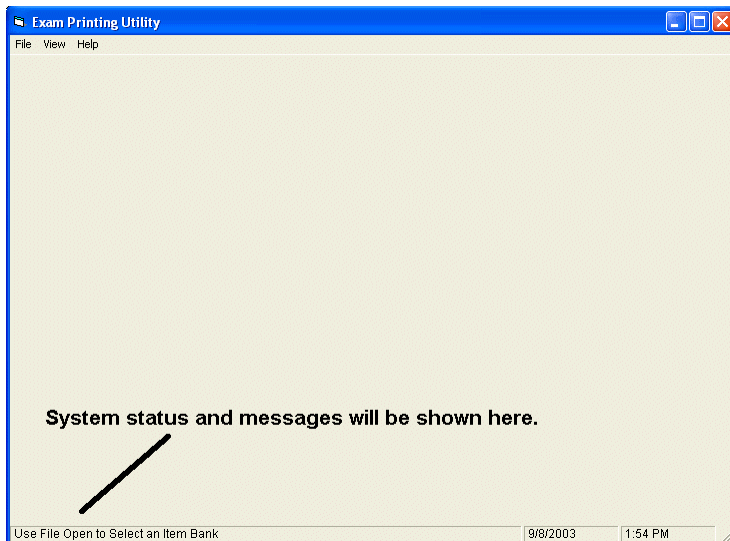 Exam Printing Utility
File View Help
System status and messages will be shown here.
Use File Open to Select an Item Bank 9/8/2003 1:54 PM